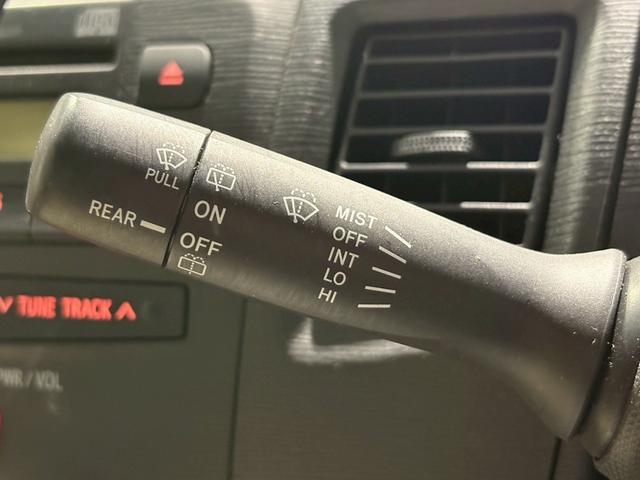 PULL
REAR
ON
OFF
MIST
OFF
INT
LO
HI
TUNE TRACK
PWR/VOL